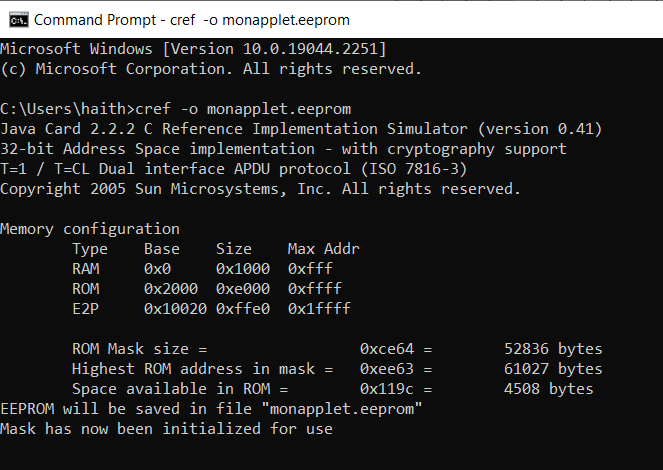 Command Prompt - cref -o monapplet.eeprom
Microsoft Windows [Version 10.0.19044.2251]
(c) Microsoft Corporation. All rights reserved.
C:\Users\haith>cref -o monapplet.eeprom
Java Card 2.2.2 C Reference Implementation Simulator (version 0.41)
32-bit Address Space implementation - with cryptography support
T=1 / T=CL Dual interface APDU protocol (ISO 7816-3)
Copyright 2005 Sun Microsystems, Inc. All rights reserved.
Memory configuration
Type Base Size Max Addr
RAM 0x0 0x1000 0xfff
ROM 0x2000 0xe000 0xffff
E2P 0x10020 0xffe0 0x1ffff
ROM Mask size = 0xce64 = 52836 bytes
Highest ROM address in mask = 0xee63 = 61027 bytes
Space available in ROM = 0x119c = 4508 bytes
EEPROM will be saved in file "monapplet.eeprom"
Mask has now been initialized for use